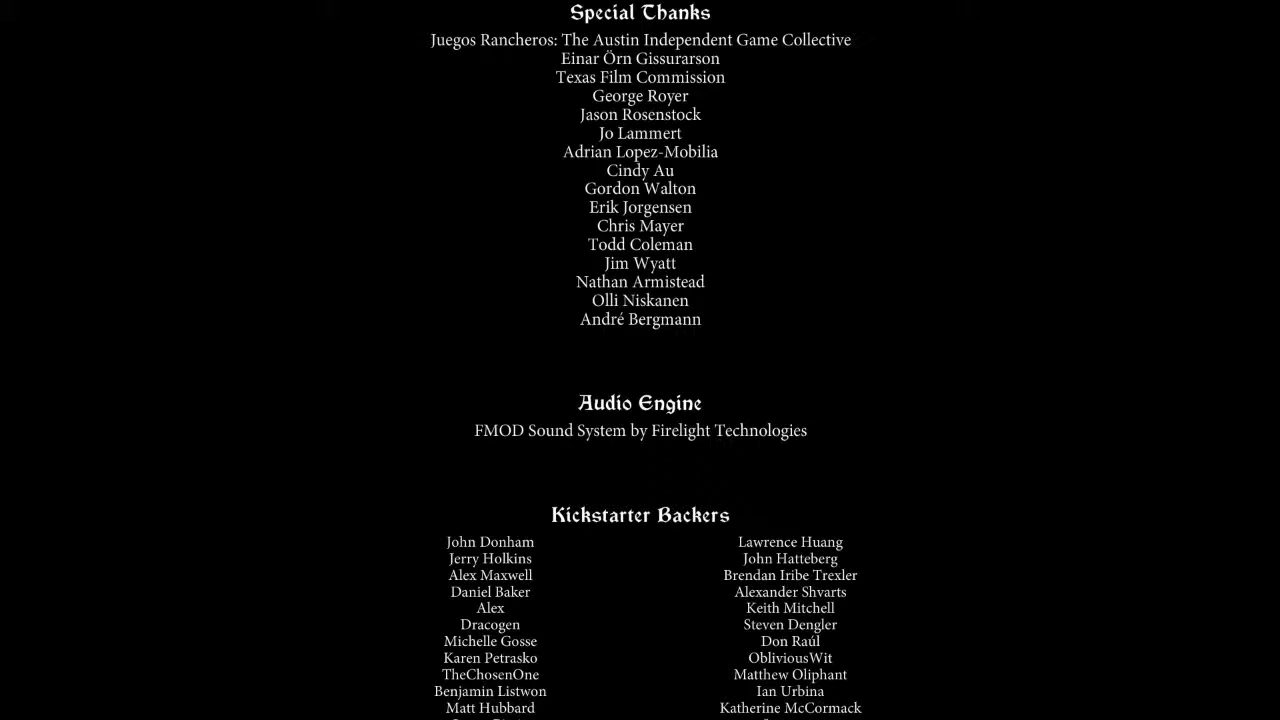 Special Thanks
Juegos Rancheros: The Austin Independent Game Collective
Einar Örn Gissurarson
Texas Film Commission
George Royer
Jason Rosenstock
Jo Lammert
Adrian Lopez-Mobilia
Cindy Au
Gordon Walton
Erik Jorgensen
Chris Mayer
Todd Coleman
Jim Wyatt
Nathan Armistead
Olli Niskanen
André Bergmann
Audio Engine
FMOD Sound System by Firelight Technologies
Kickstarter Backers
John Donham
Jerry Holkins
Alex Maxwell
Daniel Baker
Alex
Dracogen
Michelle Gosse
Karen Petrasko
TheChosenOne
Benjamin Listwon
Matt Hubbard
Lawrence Huang
John Hatteberg
Brendan Iribe Trexler
Alexander Shvarts
Keith Mitchell
Steven Dengler
Don Raúl
ObliviousWit
Matthew Oliphant
Ian Urbina
Katherine McCormack